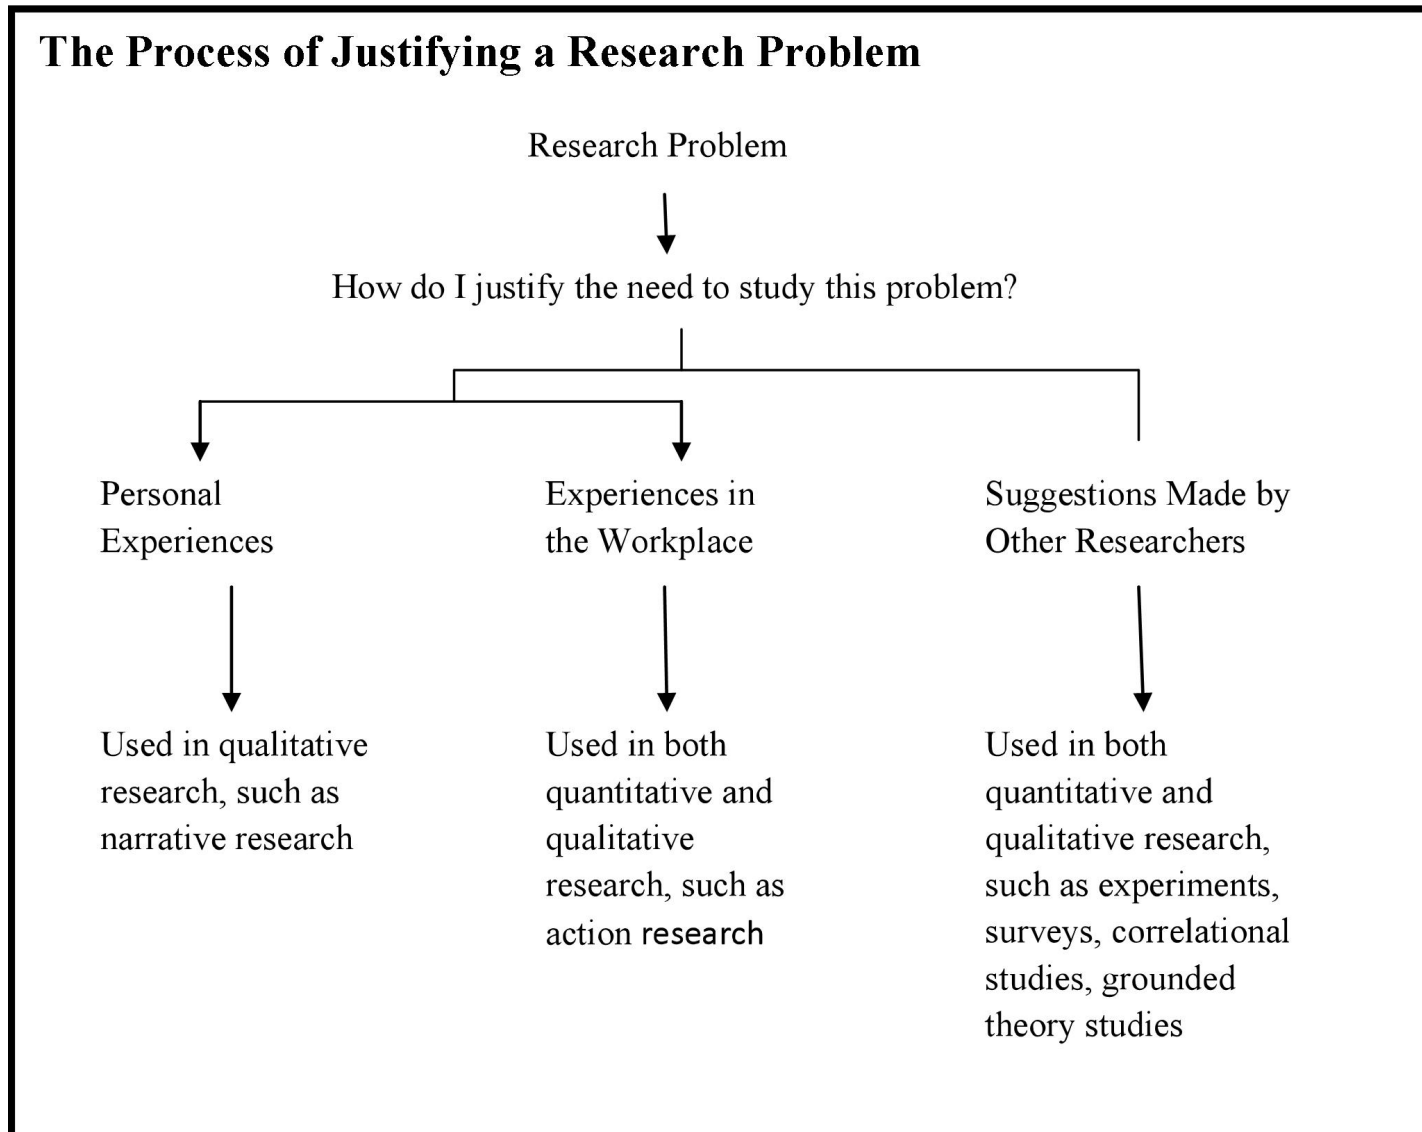 The Process of Justifying a Research Problem
Research Problem
How do I justify the need to study this problem?
Personal
Experiences
Experiences in
the Workplace
Suggestions Made by
Other Researchers
Used in qualitative
research, such as
narrative research
Used in both
quantitative and
qualitative
research, such as
action research
Used in both
quantitative and
qualitative research,
such as experiments,
surveys, correlational
studies, grounded
theory studies